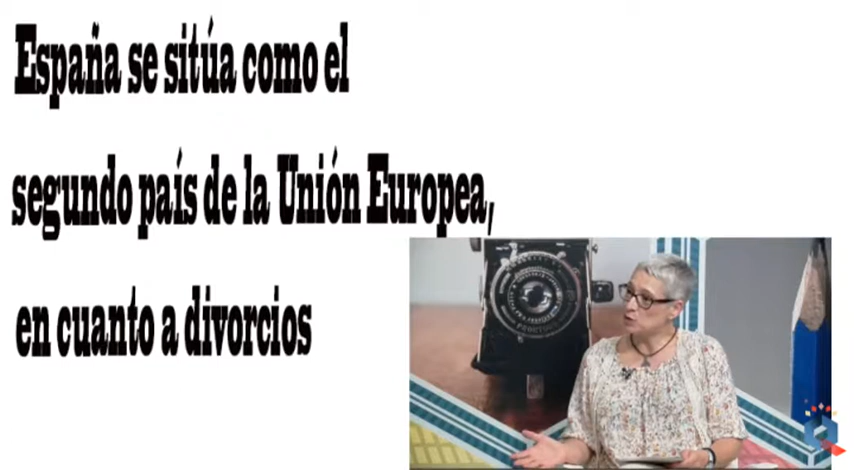 España se sitúa como el
segundo país de la Unión Europea,
en cuanto a divorcios